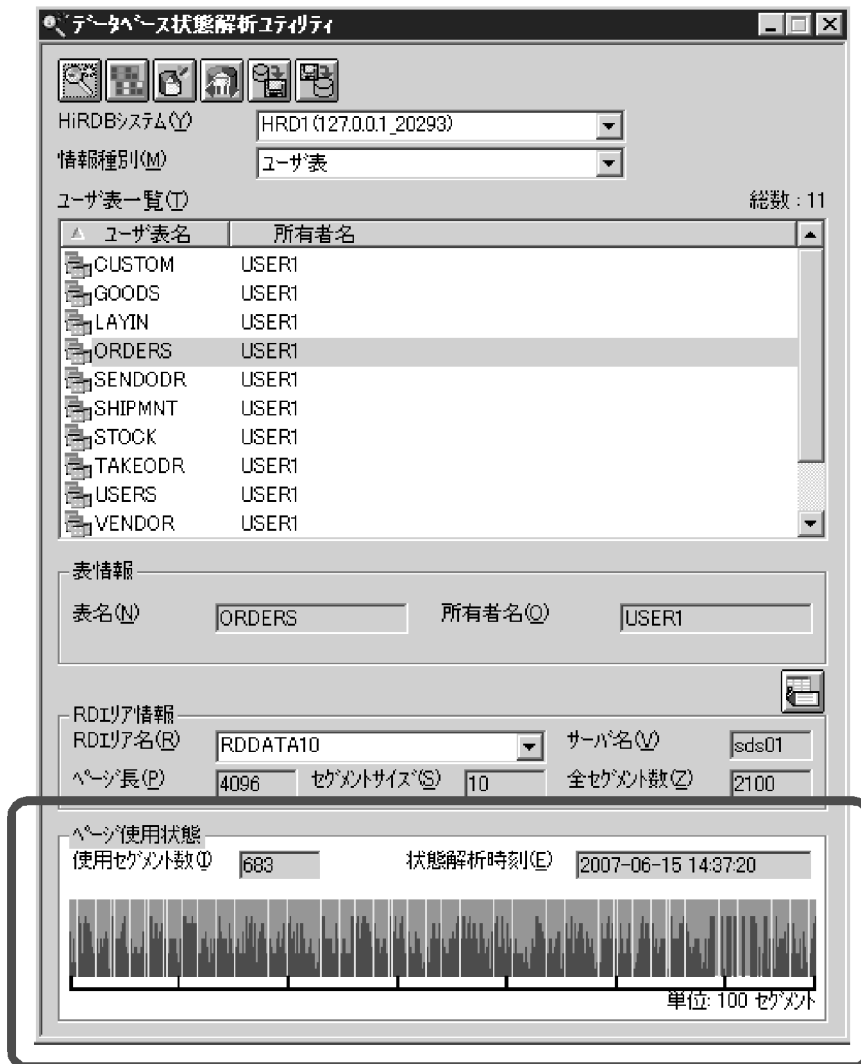 データベース状態解析ユティリティ
HiRDBシステム(Y) HRD1(127.0.0.1_20293)
情報種別(M) ユーザ表
ユーザ表一覧(T) 総数:11
ユーザ表名 所有者名
CUSTOM USER1
GOODS USER1
LAYIN USER1
ORDERS USER1
SENDODR USER1
SHIPMNT USER1
STOCK USER1
TAKEODR USER1
USERS USER1
VENDOR USER1
表情報
表名(N) ORDERS 所有者名(O) USER1
RDエリア情報
RDエリア名(R) RDDATA10 サーバ名(V) sds01
ページ長(P) 4096 セグメントサイズ(S) 10 全セグメント数(Z) 2100
ページ使用状態
使用セグメント数(I) 683 状態解析時刻(E) 2007-06-15 14:37:20
単位: 100 セグメント